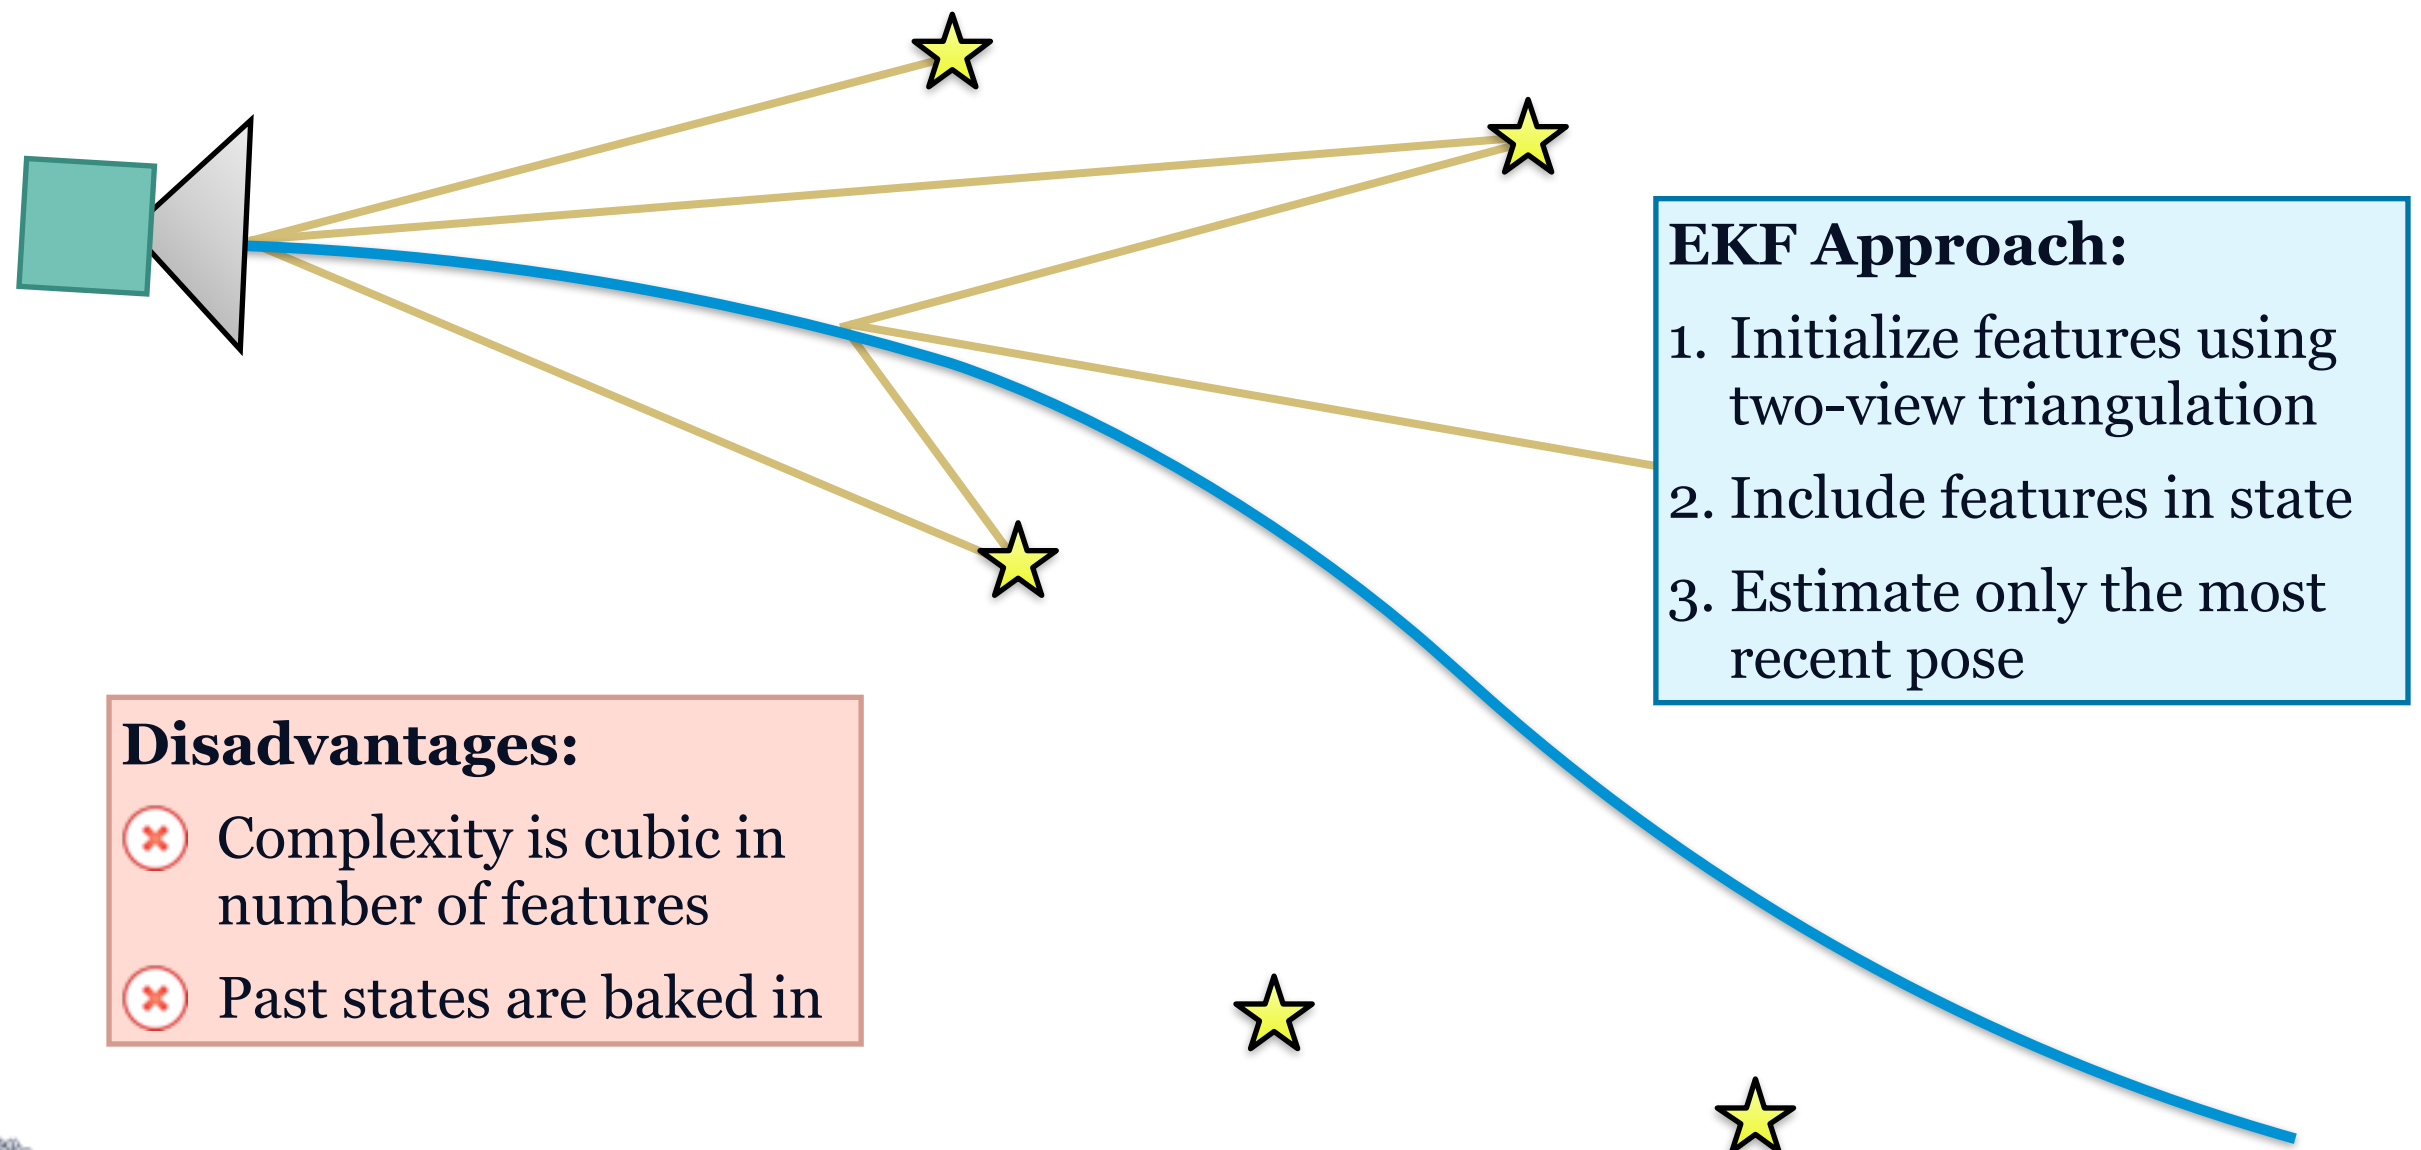 EKF Approach:
1. Initialize features using
two-view triangulation
2. Include features in state
3. Estimate only the most
recent pose
Disadvantages:
Complexity is cubic in
number of features
Past states are baked in